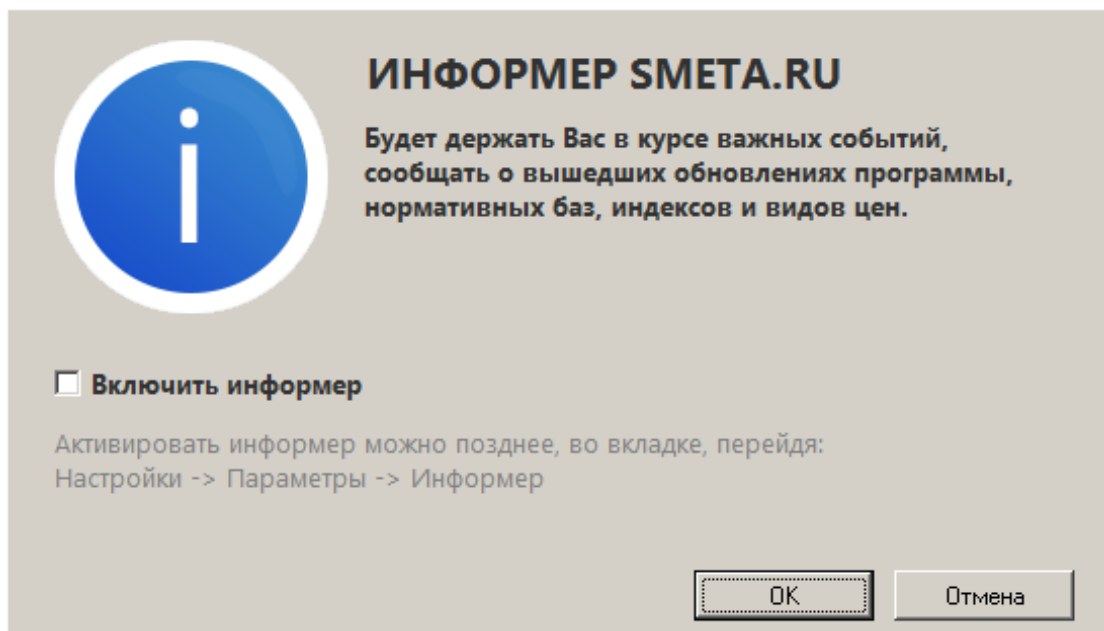 ИНФОРМЕР SMETA.RU
Будет держать Вас в курсе важных событий,
сообщать о вышедших обновлениях программы,
нормативных баз, индексов и видов цен.
Включить информер
Активировать информер можно позднее, во вкладке, перейдя:
Настройки -> Параметры -> Информер
OK
Отмена